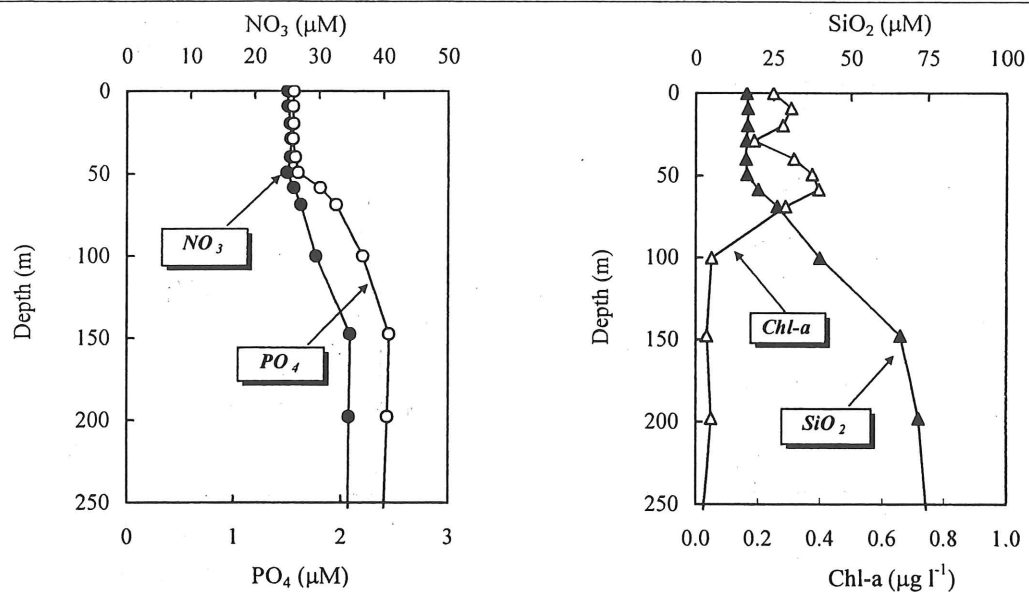 NO3 (μM)
0 10 20 30 40 50
0
50
100
150
200
250
Depth (m)
NO3
PO4
0 1 2 3
PO4 (μM)
SiO2 (μM)
0 25 50 75 100
0
50
100
150
200
250
Depth (m)
Chl-a
SiO2
0.0 0.2 0.4 0.6 0.8 1.0
Chl-a (μg l-1)